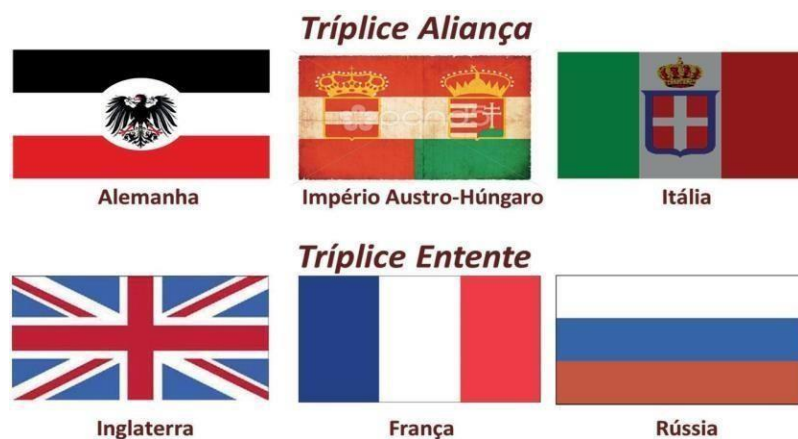 Tríplice Aliança
Alemanha
Império Austro-Húngaro
Itália
Tríplice Entente
Inglaterra
França
Rússia